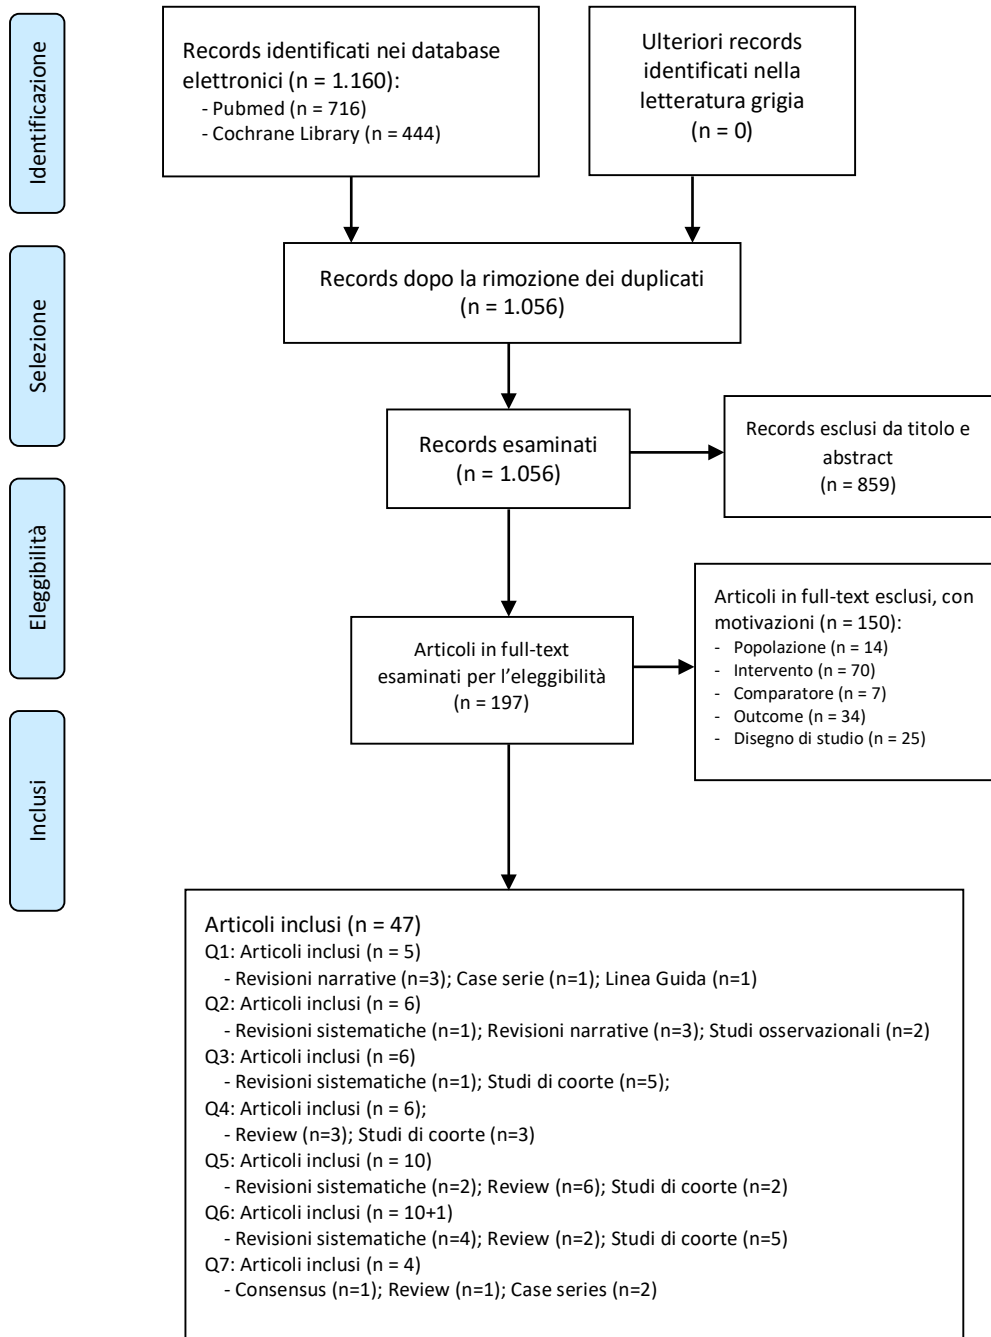 Identificazione
Records identificati nei database
elettronici (n = 1.160):
- Pubmed (n = 716)
- Cochrane Library (n = 444)
Ulteriori records
identificati nella
letteratura grigia
(n = 0)
Selezione
Records dopo la rimozione dei duplicati
(n = 1.056)
Records esaminati
(n = 1.056)
Records esclusi da titolo e
abstract
(n = 859)
Eleggibilità
Articoli in full-text
esaminati per l'eleggibilità
(n = 197)
Articoli in full-text esclusi, con
motivazioni (n = 150):
- Popolazione (n = 14)
- Intervento (n = 70)
- Comparatore (n = 7)
- Outcome (n = 34)
- Disegno di studio (n = 25)
Inclusi
Articoli inclusi (n = 47)
Q1: Articoli inclusi (n = 5)
- Revisioni narrative (n=3); Case serie (n=1); Linea Guida (n=1)
Q2: Articoli inclusi (n = 6)
- Revisioni sistematiche (n=1); Revisioni narrative (n=3); Studi osservazionali (n=2)
Q3: Articoli inclusi (n =6)
- Revisioni sistematiche (n=1); Studi di coorte (n=5);
Q4: Articoli inclusi (n = 6);
- Review (n=3); Studi di coorte (n=3)
Q5: Articoli inclusi (n = 10)
- Revisioni sistematiche (n=2); Review (n=6); Studi di coorte (n=2)
Q6: Articoli inclusi (n = 10+1)
- Revisioni sistematiche (n=4); Review (n=2); Studi di coorte (n=5)
Q7: Articoli inclusi (n = 4)
- Consensus (n=1); Review (n=1); Case series (n=2)